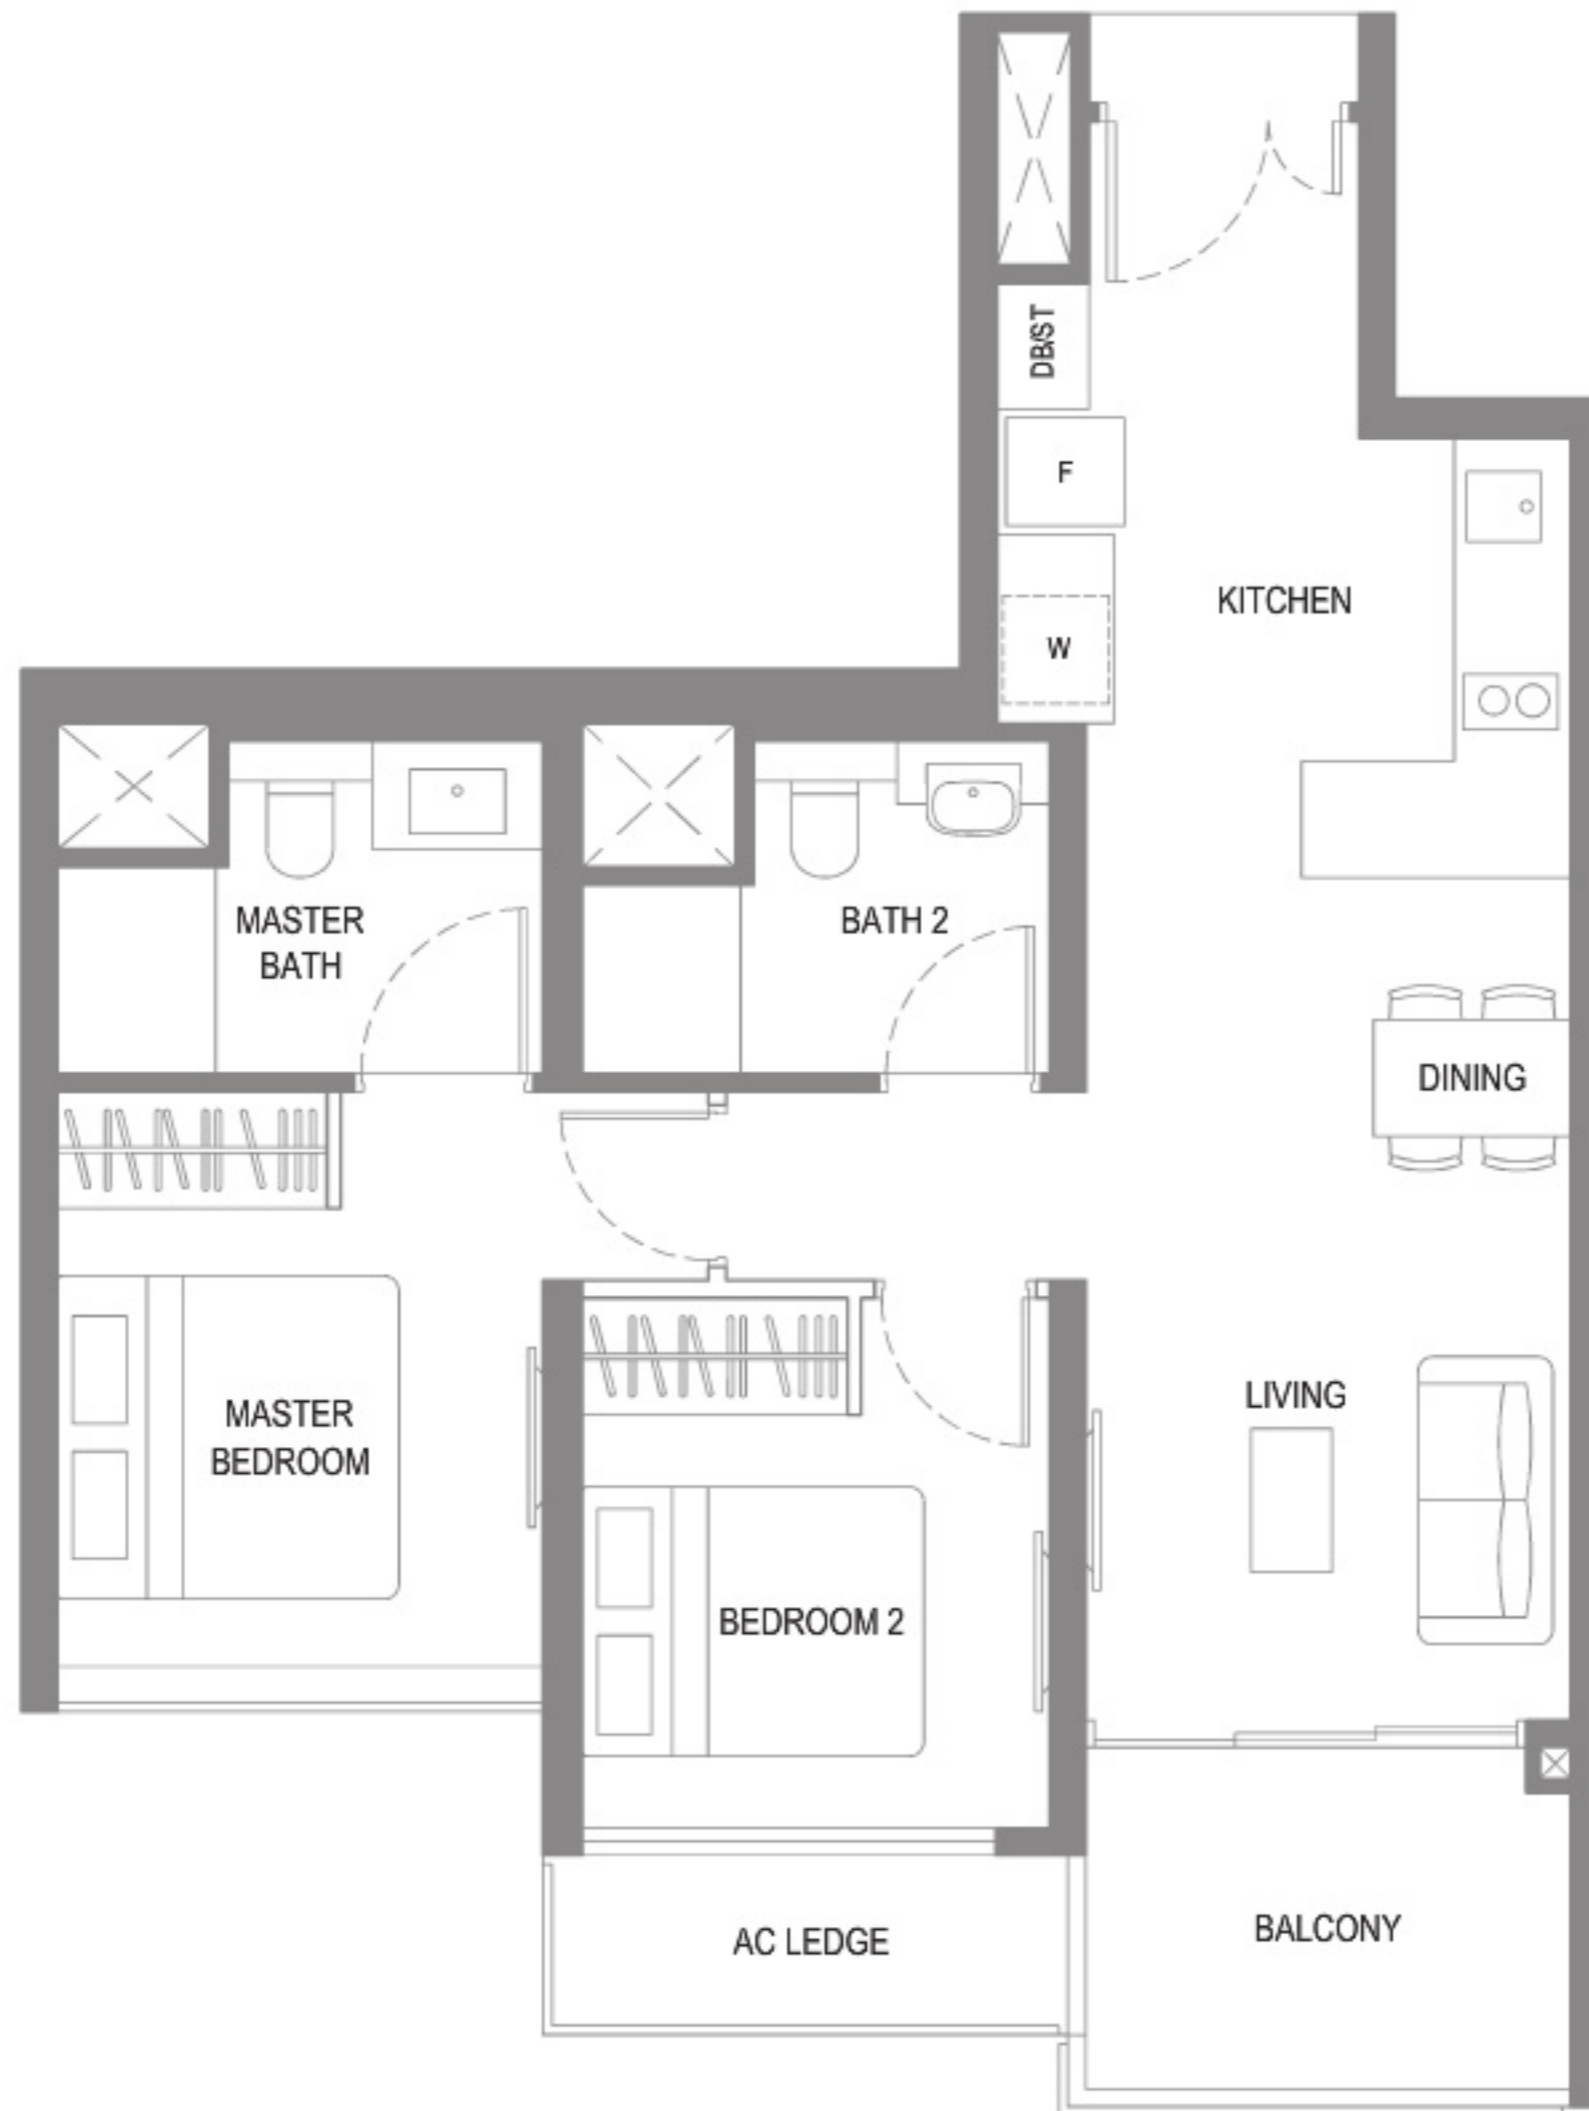 DB/ST
F
KITCHEN
W
MASTER
BATH
BATH 2
DINING
LIVING
MASTER
BEDROOM
BEDROOM 2
AC LEDGE
BALCONY